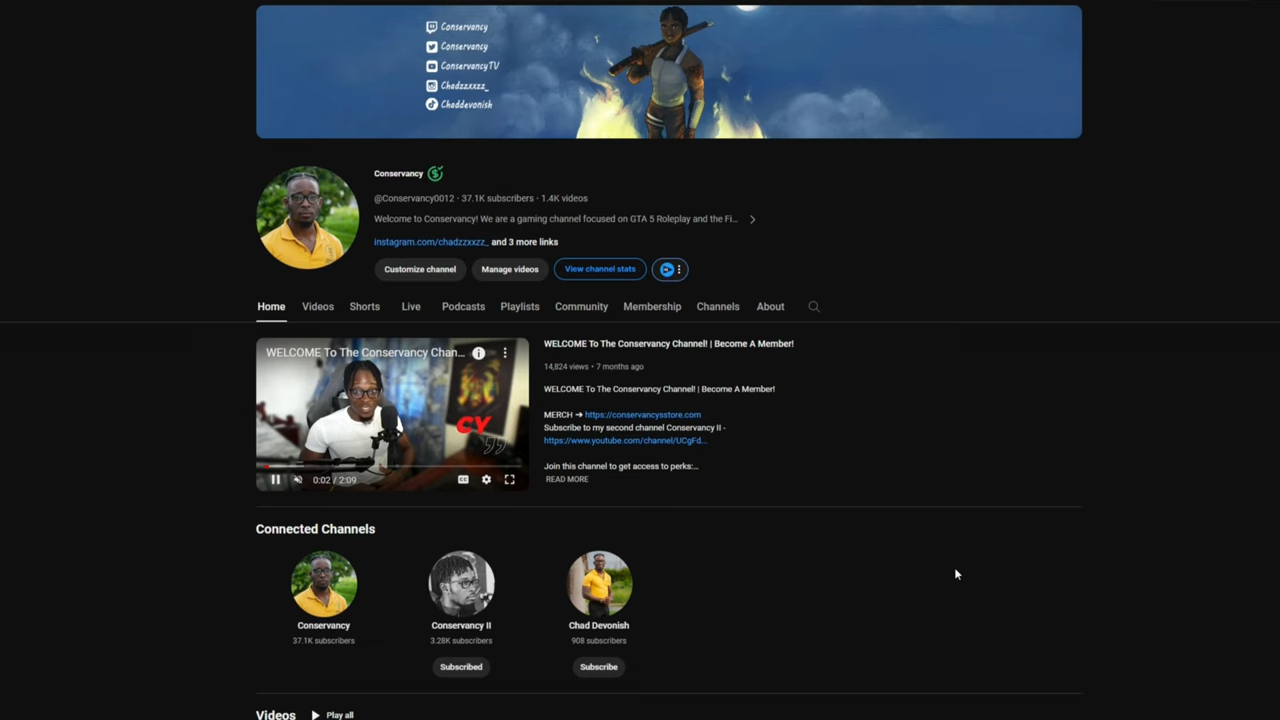 Conservancy
Conservancy
ConservancyTV
Chadzzxxzz_
Chaddevonish
Conservancy
@Conservancy0012 · 37.1K subscribers · 1.4K videos
Welcome to Conservancy! We are a gaming channel focused on GTA 5 Roleplay and the Fi...
instagram.com/chadzzxxzz_ and 3 more links
Customize channel Manage videos View channel stats
Home Videos Shorts Live Podcasts Playlists Community Membership Channels About
WELCOME To The Conservancy Chan...
CY
0:02 / 2:09
WELCOME To The Conservancy Channel! | Become A Member!
14,824 views • 7 months ago
WELCOME To The Conservancy Channel! | Become A Member!
MERCH ➔ https://conservancysstore.com
Subscribe to my second channel Conservancy II -
https://www.youtube.com/channel/UCgFd...
Join this channel to get access to perks:...
READ MORE
Connected Channels
Conservancy
37.1K subscribers
Conservancy II
3.28K subscribers
Subscribed
Chad Devonish
908 subscribers
Subscribe
Videos Play all